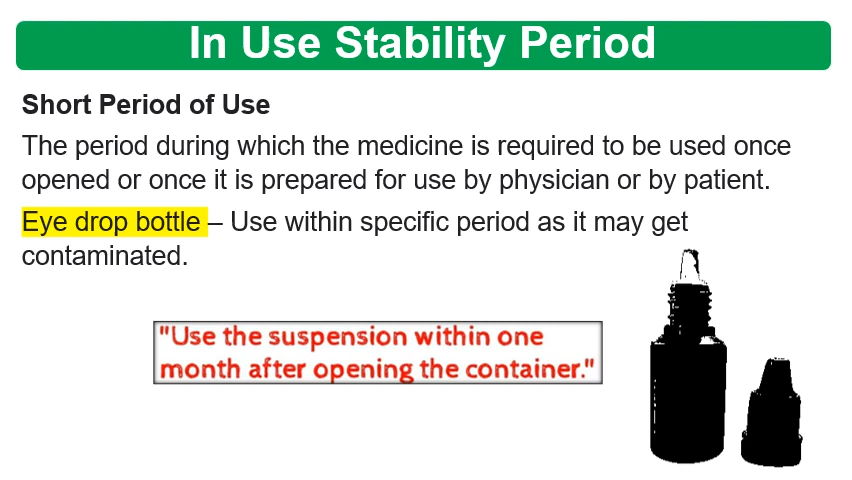 In Use Stability Period
Short Period of Use
The period during which the medicine is required to be used once
opened or once it is prepared for use by physician or by patient.
Eye drop bottle – Use within specific period as it may get
contaminated.
"Use the suspension within one
month after opening the container."